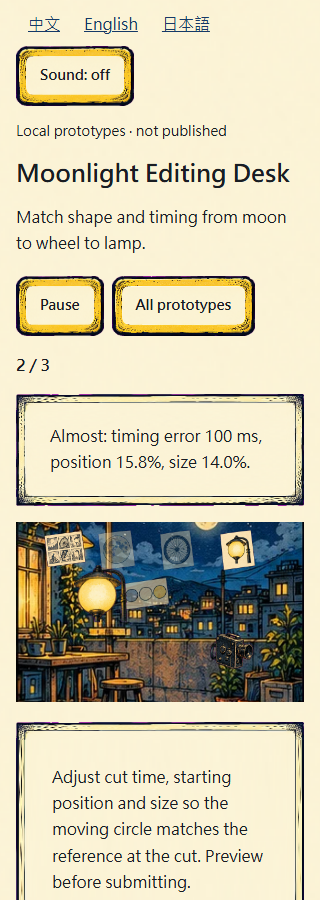 中文 English 日本語
Sound: off
Local prototypes · not published
Moonlight Editing Desk
Match shape and timing from moon
to wheel to lamp.
Pause All prototypes
2 / 3
Almost: timing error 100 ms,
position 15.8%, size 14.0%.
Adjust cut time, starting
position and size so the
moving circle matches the
reference at the cut. Preview
before submitting.